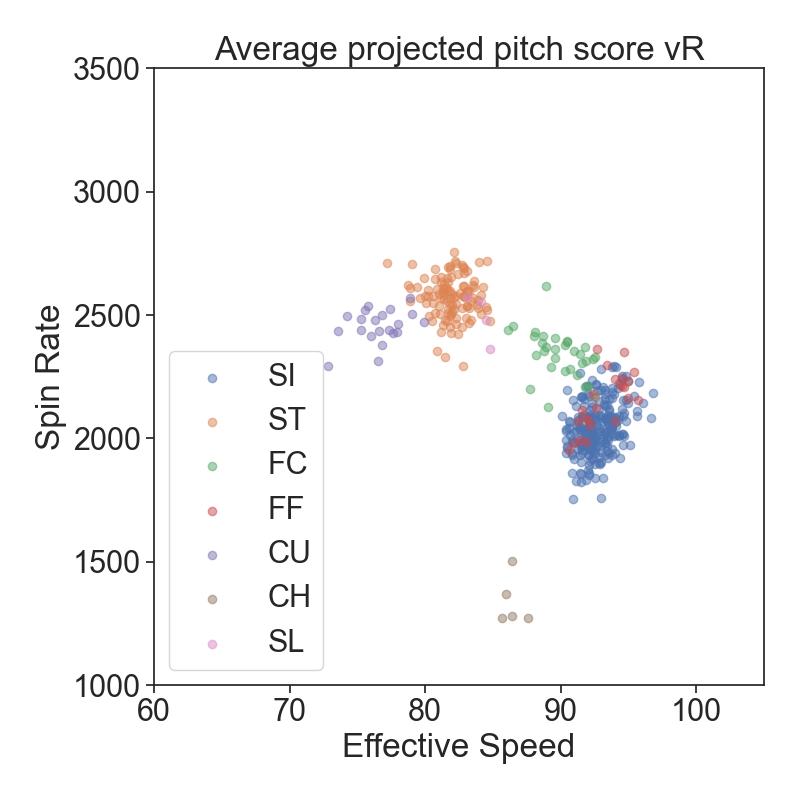 Average projected pitch score vR
3500
3000
2500
2000
1500
1000
Spin Rate
SI
ST
FC
FF
CU
CH
SL
60 70 80 90 100
Effective Speed